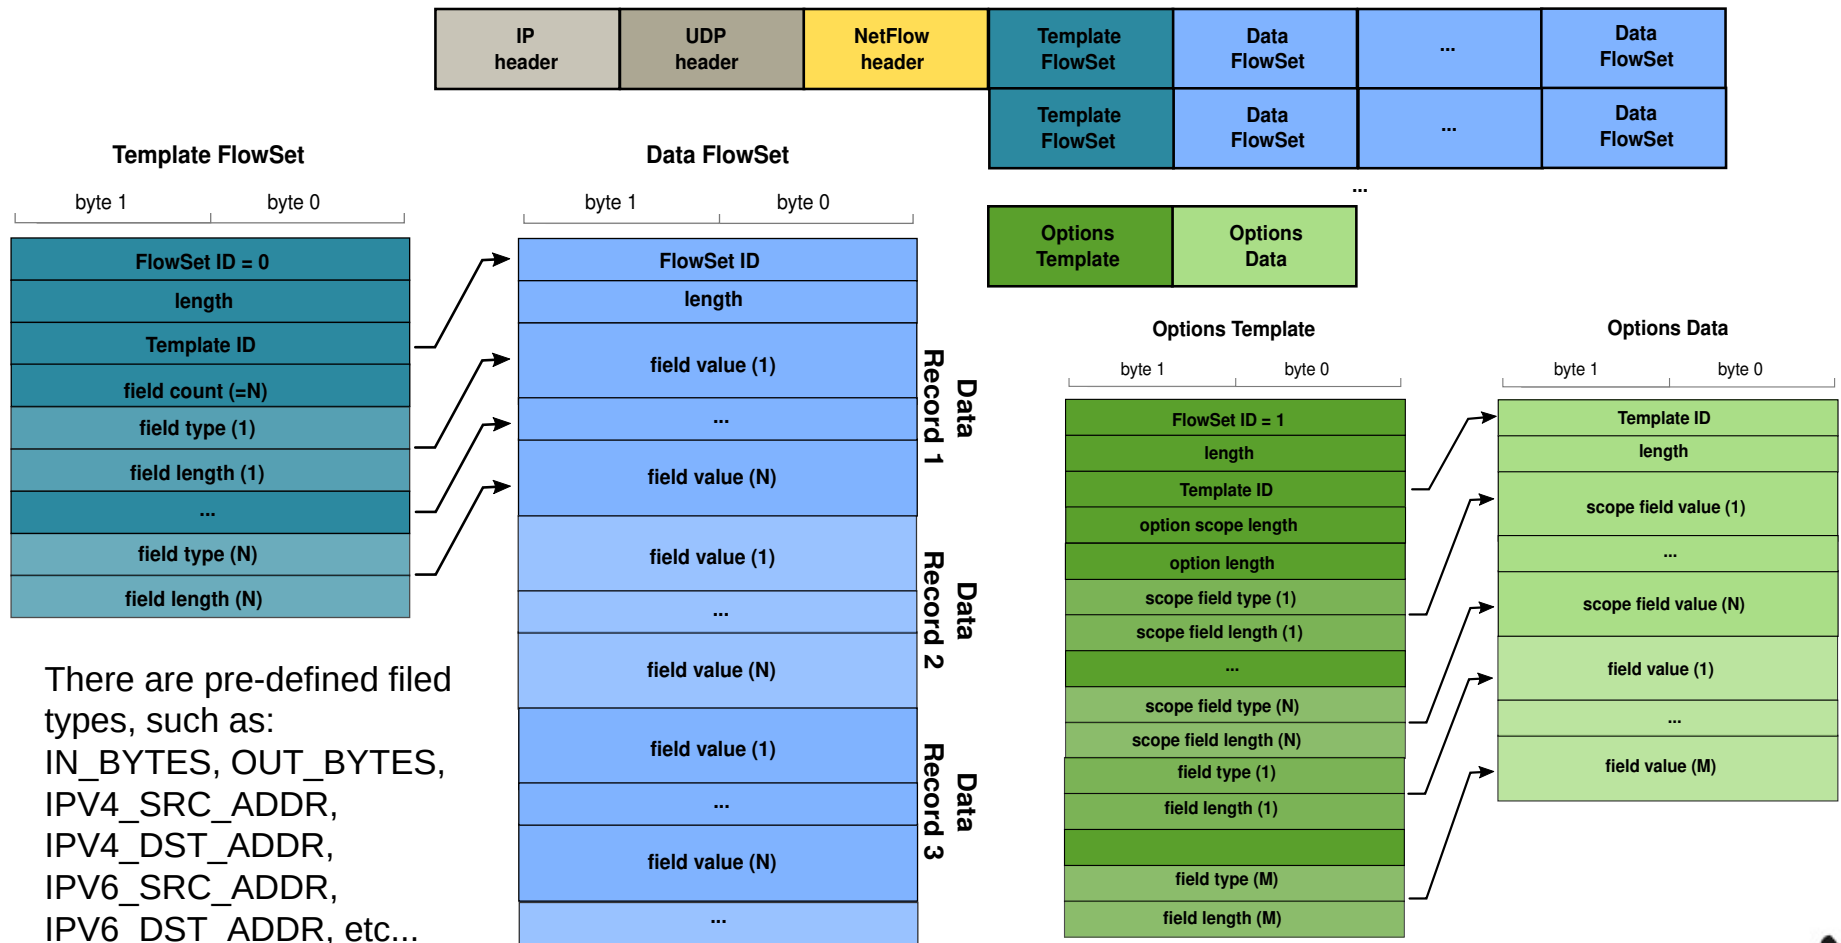 IP
header
UDP
header
NetFlow
header
Template
FlowSet
Data
FlowSet
...
Data
FlowSet
Template
FlowSet
Data
FlowSet
...
Data
FlowSet
...
Options
Template
Options
Data
Template FlowSet
byte 1 byte 0
FlowSet ID = 0
length
Template ID
field count (=N)
field type (1)
field length (1)
...
field type (N)
field length (N)
There are pre-defined filed
types, such as:
IN_BYTES, OUT_BYTES,
IPV4_SRC_ADDR,
IPV4_DST_ADDR,
IPV6_SRC_ADDR,
IPV6_DST_ADDR, etc...
Data FlowSet
byte 1 byte 0
FlowSet ID
length
field value (1)
...
field value (N)
Data
Record 1
field value (1)
...
field value (N)
Data
Record 2
field value (1)
...
field value (N)
Data
Record 3
...
Options Template
byte 1 byte 0
FlowSet ID = 1
length
Template ID
option scope length
option length
scope field type (1)
scope field length (1)
...
scope field type (N)
scope field length (N)
field type (1)
field length (1)
field type (M)
field length (M)
Options Data
byte 1 byte 0
Template ID
length
scope field value (1)
...
scope field value (N)
field value (1)
...
field value (M)